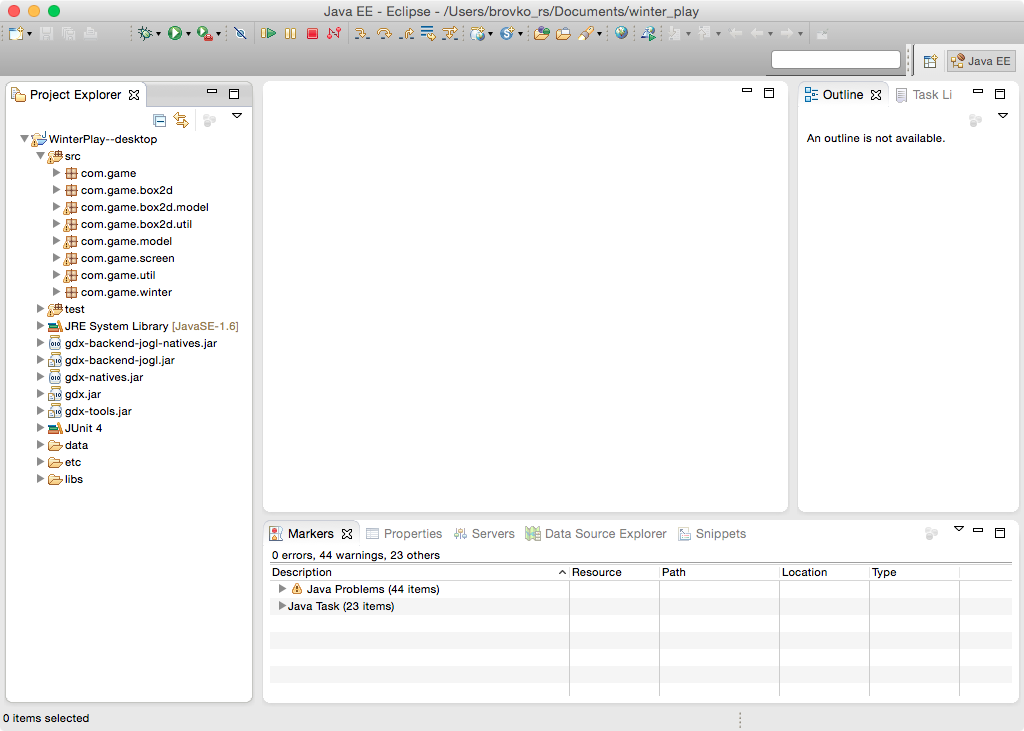 Java EE - Eclipse - /Users/brovko_rs/Documents/winter_play
Java EE
Project Explorer
WinterPlay--desktop
src
com.game
com.game.box2d
com.game.box2d.model
com.game.box2d.util
com.game.model
com.game.screen
com.game.util
com.game.winter
test
JRE System Library [JavaSE-1.6]
gdx-backend-jogl-natives.jar
gdx-backend-jogl.jar
gdx-natives.jar
gdx.jar
gdx-tools.jar
JUnit 4
data
etc
libs
Outline Task Li
An outline is not available.
Markers Properties Servers Data Source Explorer Snippets
0 errors, 44 warnings, 23 others
Description Resource Path Location Type
Java Problems (44 items)
Java Task (23 items)
0 items selected